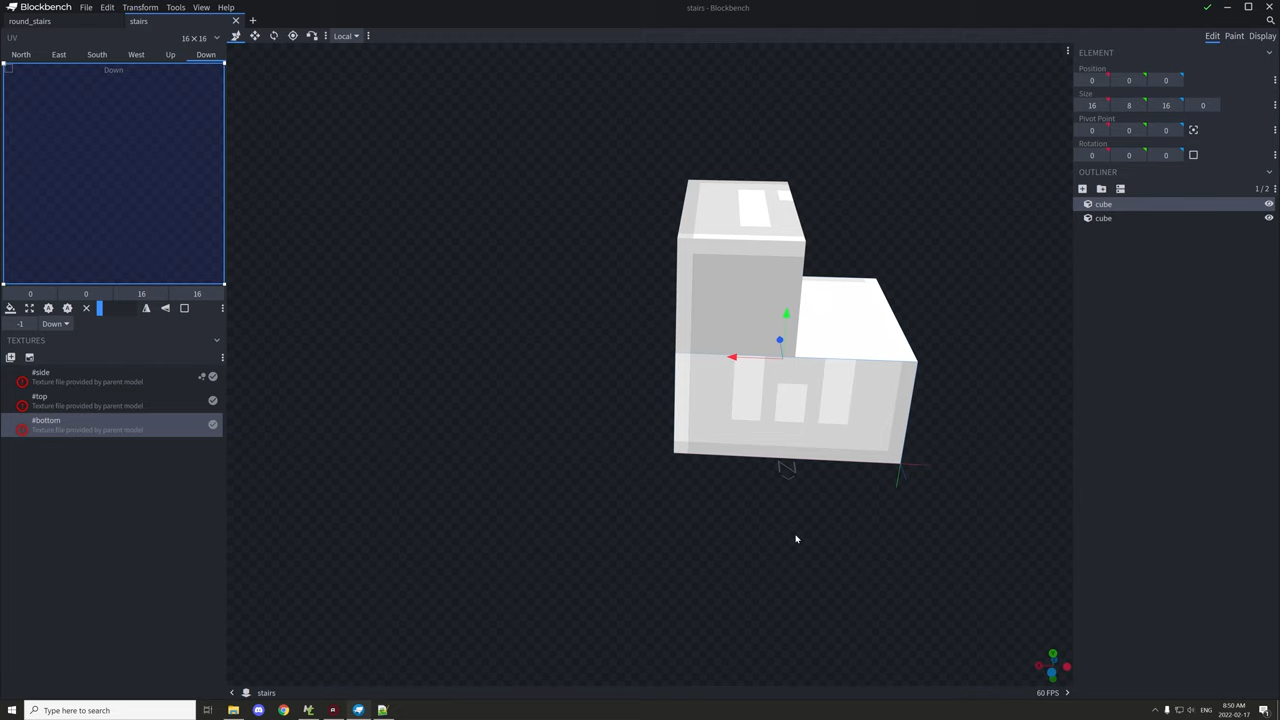 Blockbench File Edit Transform Tools View Help
stairs - Blockbench
round_stairs stairs
UV 16 × 16
Local
Edit Paint Display
North East South West Up Down
Down
ELEMENT
Position
0 0 0
Size
16 8 16 0
Pivot Point
0 0 0
Rotation
0 0 0
OUTLINER
1 / 2
cube
cube
0 0 16 16
-1 Down
TEXTURES
#side
Texture file provided by parent model
#top
Texture file provided by parent model
#bottom
Texture file provided by parent model
N
stairs
60 FPS
Type here to search
ENG
8:50 AM
2022-02-17